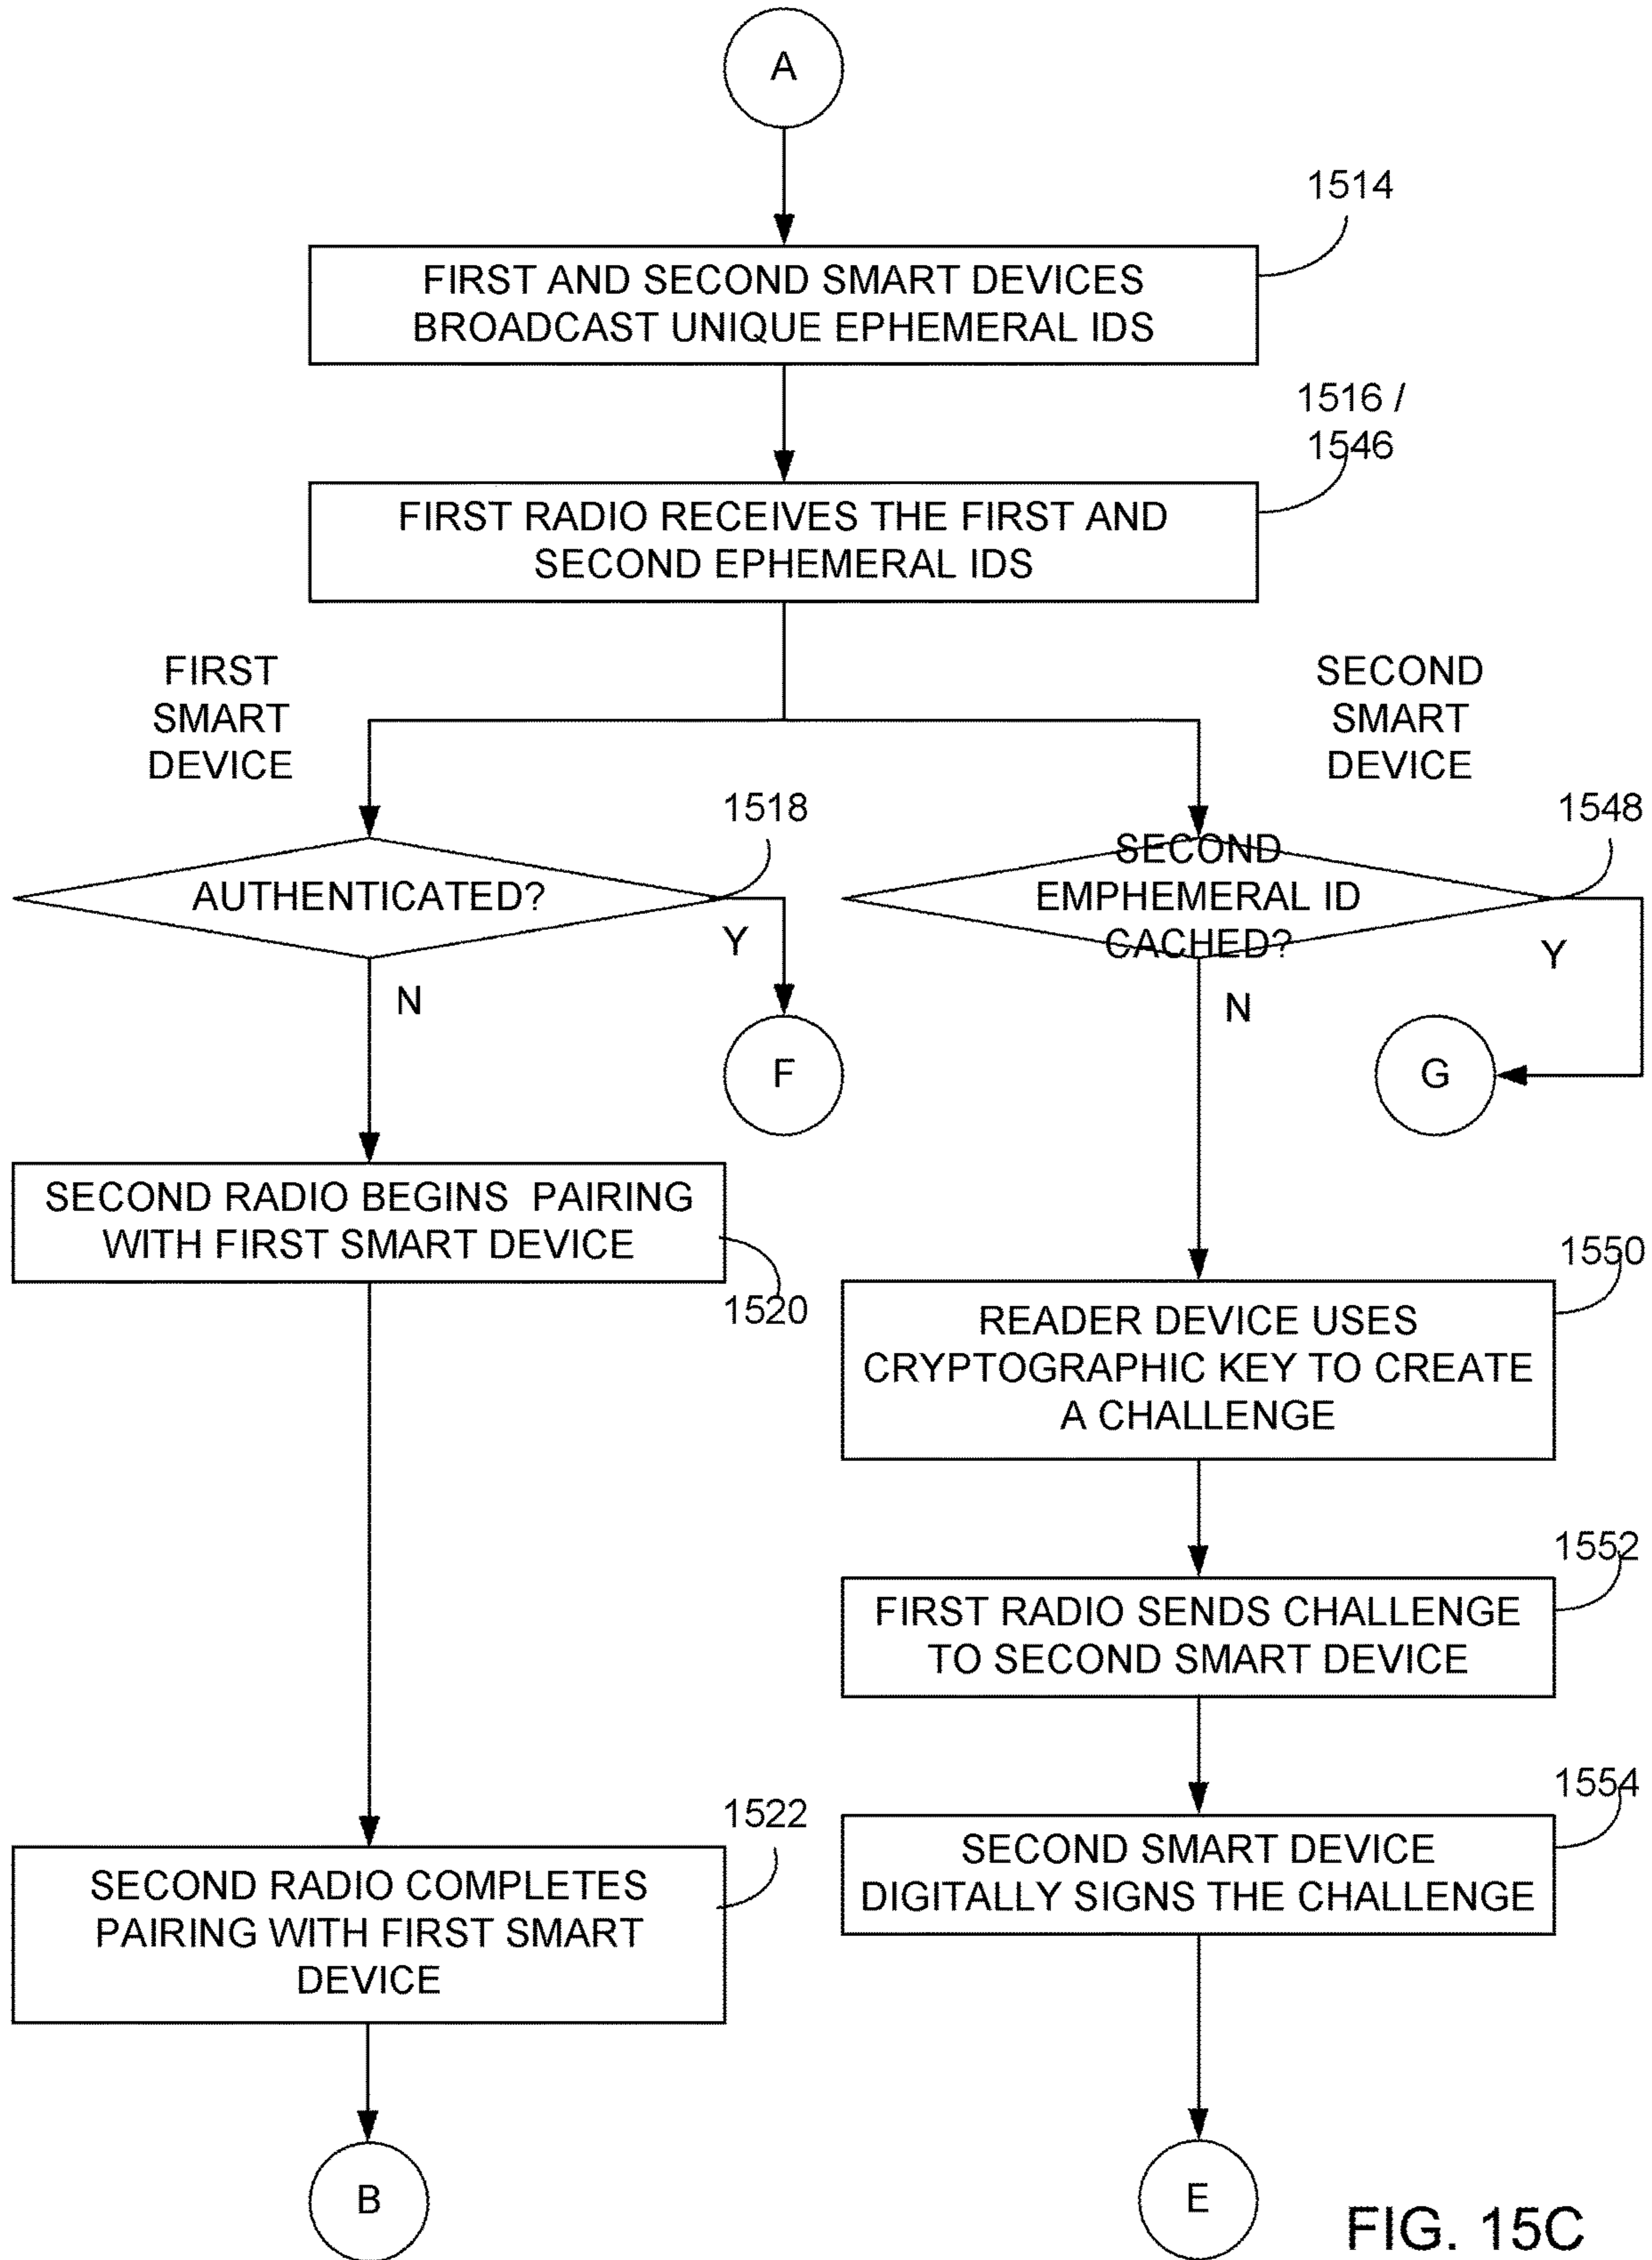 A
1514
FIRST AND SECOND SMART DEVICES
BROADCAST UNIQUE EPHEMERAL IDS
1516 /
1546
FIRST RADIO RECEIVES THE FIRST AND
SECOND EPHEMERAL IDS
FIRST
SMART
DEVICE
SECOND
SMART
DEVICE
1518
AUTHENTICATED?
Y
N
F
1548
SECOND
EMPHEMERAL ID
CACHED?
Y
N
G
SECOND RADIO BEGINS PAIRING
WITH FIRST SMART DEVICE
1520
1550
READER DEVICE USES
CRYPTOGRAPHIC KEY TO CREATE
A CHALLENGE
1552
FIRST RADIO SENDS CHALLENGE
TO SECOND SMART DEVICE
1522
SECOND RADIO COMPLETES
PAIRING WITH FIRST SMART
DEVICE
1554
SECOND SMART DEVICE
DIGITALLY SIGNS THE CHALLENGE
B
E
FIG. 15C